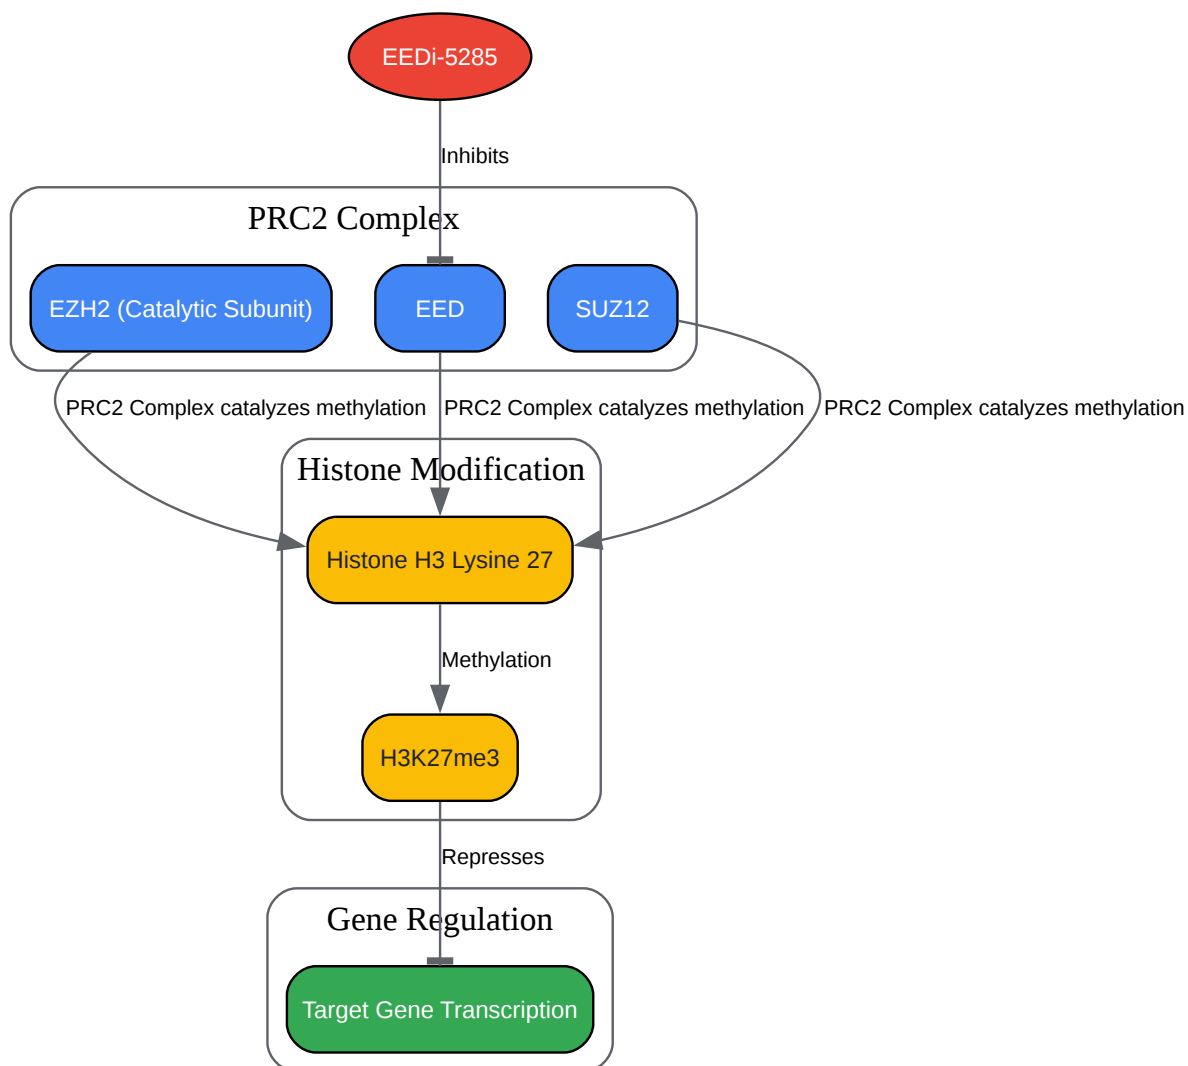 EEDi-5285
Inhibits
PRC2 Complex
EZH2 (Catalytic Subunit)
EED
SUZ12
PRC2 Complex catalyzes methylation
PRC2 Complex catalyzes methylation
PRC2 Complex catalyzes methylation
Histone Modification
Histone H3 Lysine 27
Methylation
H3K27me3
Represses
Gene Regulation
Target Gene Transcription